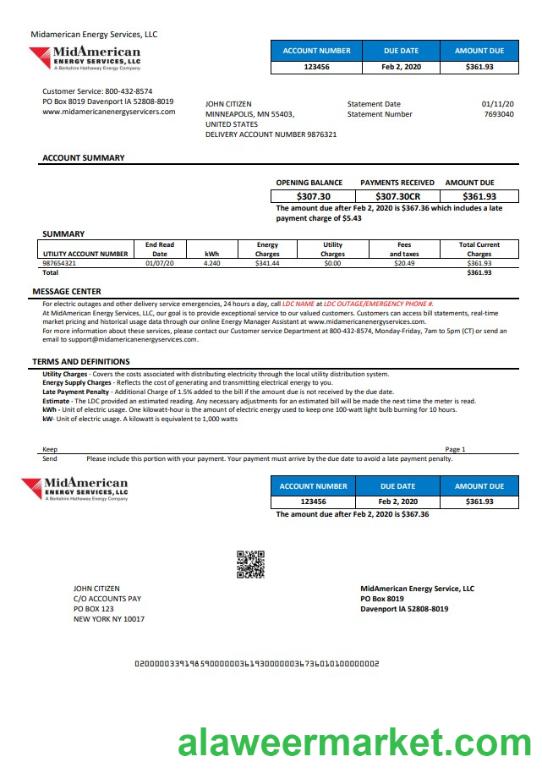 Midamerican Energy Services, LLC
MidAmerican
ENERGY SERVICES, LLC
A Berkshire Hathaway Energy Company
ACCOUNT NUMBER DUE DATE AMOUNT DUE
123456 Feb 2, 2020 $361.93
Customer Service: 800-432-8574
PO Box 8019 Davenport IA 52808-8019
www.midamericanenergyservicers.com
JOHN CITIZEN
MINNEAPOLIS, MN 55403,
UNITED STATES
DELIVERY ACCOUNT NUMBER 9876321
Statement Date 01/11/20
Statement Number 7693040
ACCOUNT SUMMARY
OPENING BALANCE PAYMENTS RECEIVED AMOUNT DUE
$307.30 $307.30CR $361.93
The amount due after Feb 2, 2020 is $367.36 which includes a late
payment charge of $5.43
SUMMARY
UTILITY ACCOUNT NUMBER End Read Date kWh Energy Charges Utility Charges Fees and taxes Total Current Charges
987654321 01/07/20 4.240 $341.44 $0.00 $20.49 $361.93
Total $361.93
MESSAGE CENTER
For electric outages and other delivery service emergencies, 24 hours a day, call LDC NAME at LDC OUTAGE/EMERGENCY PHONE #.
At MidAmerican Energy Services, LLC, our goal is to provide exceptional service to our valued customers. Customers can access bill statements, real-time
market pricing and historical usage data through our online Energy Manager Assistant at www.midamericanenergyservices.com.
For more information about these services, please contact our Customer service Department at 800-432-8574, Monday-Friday, 7am to 5pm (CT) or send an
email to support@midamericanenergyservices.com.
TERMS AND DEFINITIONS
Utility Charges - Covers the costs associated with distributing electricity through the local utility distribution system.
Energy Supply Charges - Reflects the cost of generating and transmitting electrical energy to you.
Late Payment Penalty - Additional Charge of 1.5% added to the bill if the amount due is not received by the due date.
Estimate - The LDC provided an estimated reading. Any necessary adjustments for an estimated bill will be made the next time the meter is read.
kWh - Unit of electric usage. One kilowatt-hour is the amount of electric energy used to keep one 100-watt light bulb burning for 10 hours.
kW- Unit of electric usage. A kilowatt is equivalent to 1,000 watts
Keep Page 1
Send Please include this portion with your payment. Your payment must arrive by the due date to avoid a late payment penalty.
MidAmerican
ENERGY SERVICES, LLC
A Berkshire Hathaway Energy Company
ACCOUNT NUMBER DUE DATE AMOUNT DUE
123456 Feb 2, 2020 $361.93
The amount due after Feb 2, 2020 is $367.36
JOHN CITIZEN
C/O ACCOUNTS PAY
PO BOX 123
NEW YORK NY 10017
MidAmerican Energy Service, LLC
PO Box 8019
Davenport IA 52808-8019
alaweermarket.com